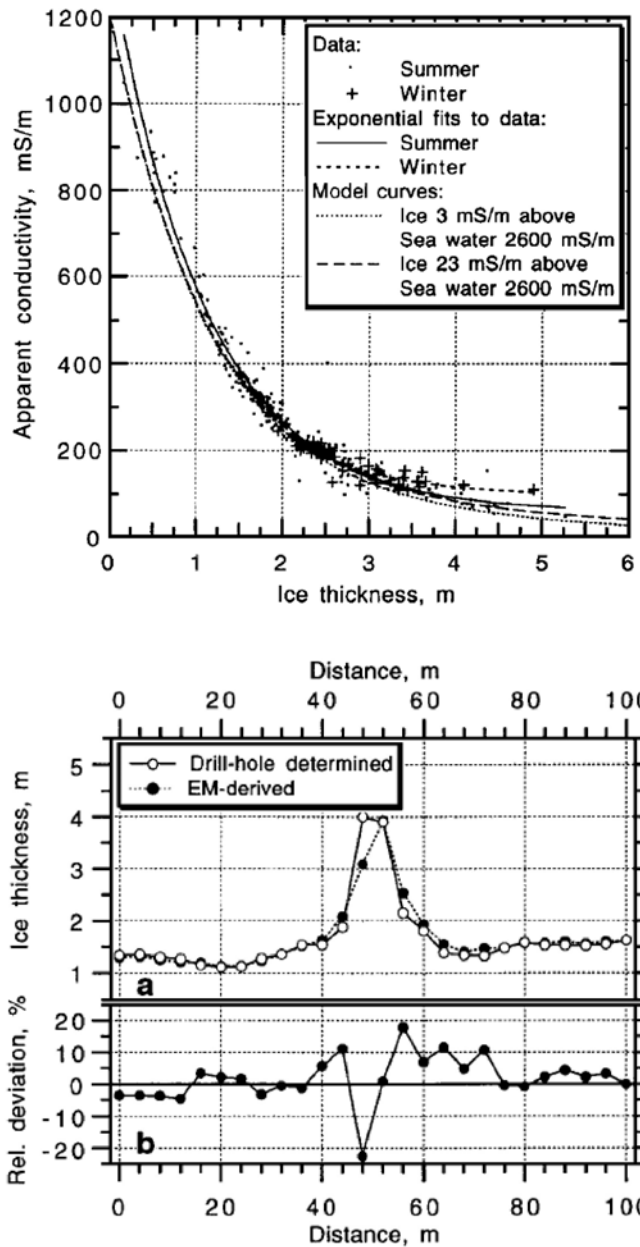 1200
1000
800
600
400
200
0
Apparent conductivity, mS/m
Data:
Summer
+ Winter
Exponential fits to data:
Summer
Winter
Model curves:
Ice 3 mS/m above
Sea water 2600 mS/m
Ice 23 mS/m above
Sea water 2600 mS/m
0 1 2 3 4 5 6
Ice thickness, m
Distance, m
0 20 40 60 80 100
Drill-hole determined
EM-derived
Ice thickness, m
5
4
3
2
1
a
Rel. deviation, %
20
10
0
-10
-20
b
0 20 40 60 80 100
Distance, m